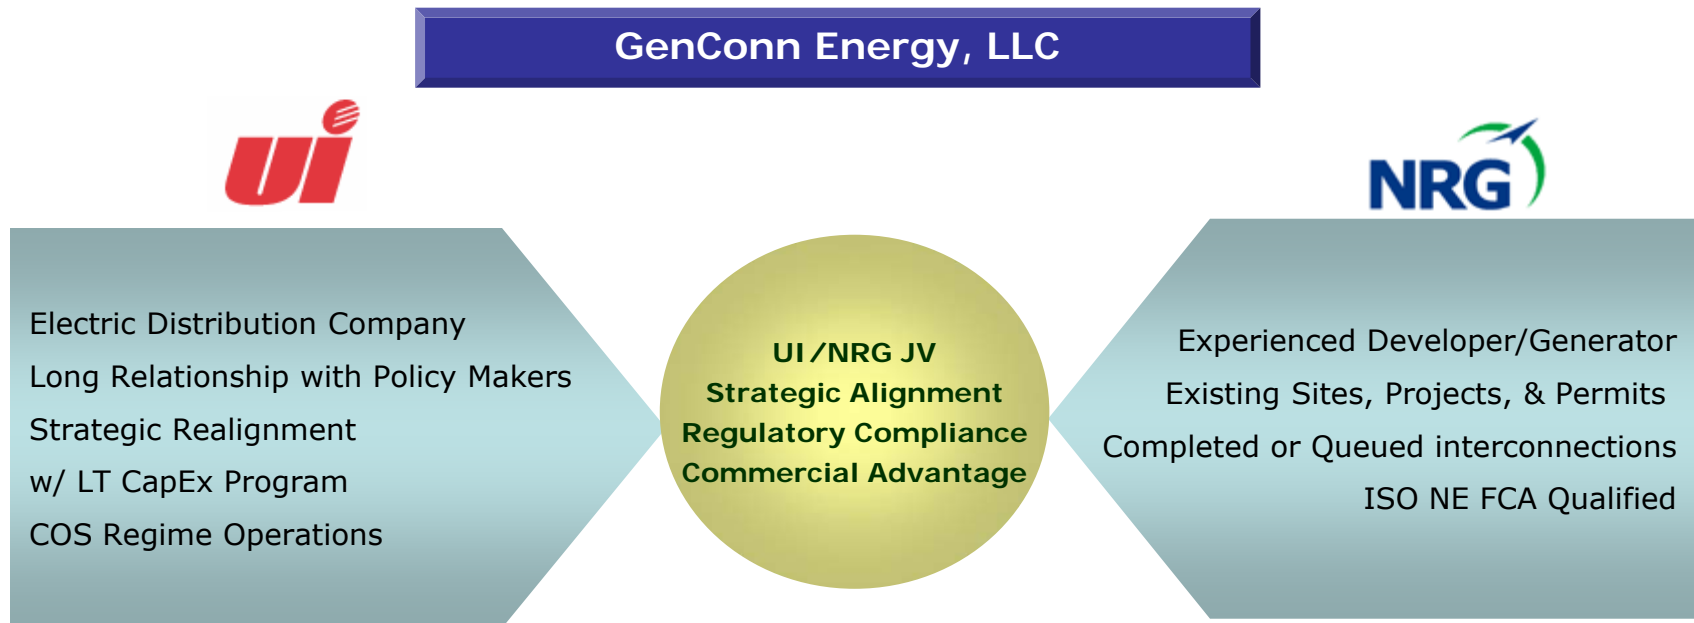 GenConn Energy, LLC
ui
NRG
Electric Distribution Company
Long Relationship with Policy Makers
Strategic Realignment
w/ LT CapEx Program
COS Regime Operations
UI/NRG JV
Strategic Alignment
Regulatory Compliance
Commercial Advantage
Experienced Developer/Generator
Existing Sites, Projects, & Permits
Completed or Queued interconnections
ISO NE FCA Qualified